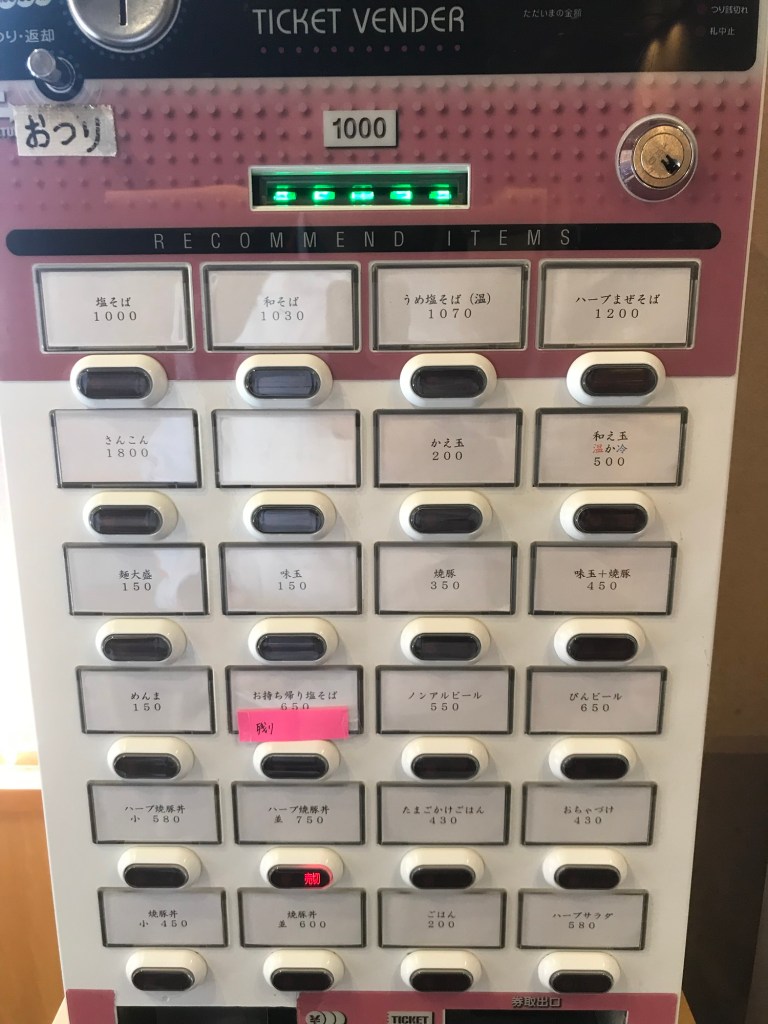 TICKET VENDER
ただいまの金額
つり銭切れ
札中止
つり・返却
おつり
1000
RECOMMEND ITEMS
塩そば
1000
和そば
1030
うめ塩そば（温）
1070
ハーブまぜそば
1200
さんこん
1800
かえ玉
200
和え玉
温か冷
500
麺大盛
150
味玉
150
焼豚
350
味玉＋焼豚
450
めんま
150
お持ち帰り塩そば
650
残り
ノンアルビール
550
びんビール
650
ハーブ焼豚丼
小 580
ハーブ焼豚丼
並 750
たまごかけごはん
430
おちゃづけ
430
売切
焼豚丼
小 450
焼豚丼
並 600
ごはん
200
ハーブサラダ
580
券取出口
TICKET